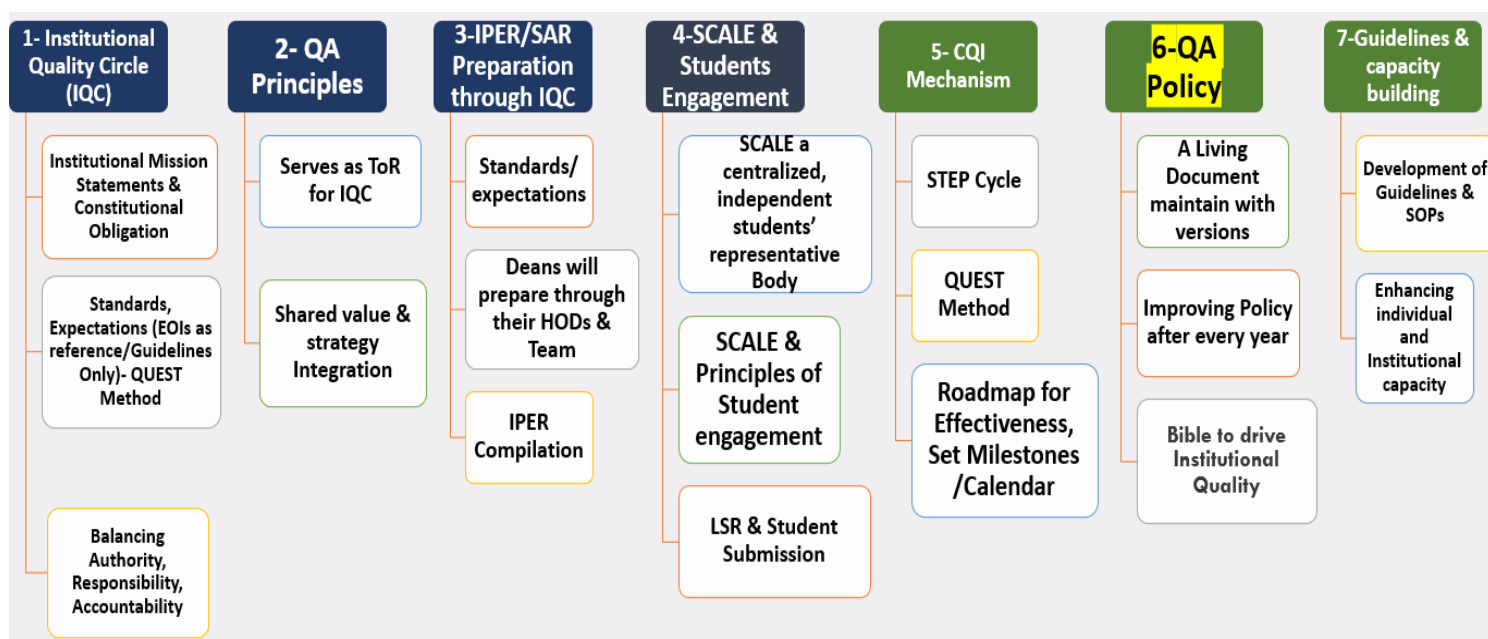 1- Institutional
Quality Circle
(IQC)
Institutional Mission
Statements &
Constitutional
Obligation
Standards,
Expectations (EOIs as
reference/Guidelines
Only)- QUEST
Method
Balancing
Authority,
Responsibility,
Accountability
2- QA
Principles
Serves as ToR
for IQC
Shared value &
strategy
Integration
3-IPER/SAR
Preparation
through IQC
Standards/
expectations
Deans will
prepare through
their HODs &
Team
IPER
Compilation
4-SCALE &
Students
Engagement
SCALE a
centralized,
independent
students’
representative
Body
SCALE &
Principles of
Student
engagement
LSR & Student
Submission
5- CQI
Mechanism
STEP Cycle
QUEST
Method
Roadmap for
Effectiveness,
Set Milestones
/Calendar
6-QA
Policy
A Living
Document
maintain with
versions
Improving Policy
after every year
Bible to drive
Institutional
Quality
7-Guidelines &
capacity
building
Development of
Guidelines &
SOPs
Enhancing
individual
and
Institutional
capacity